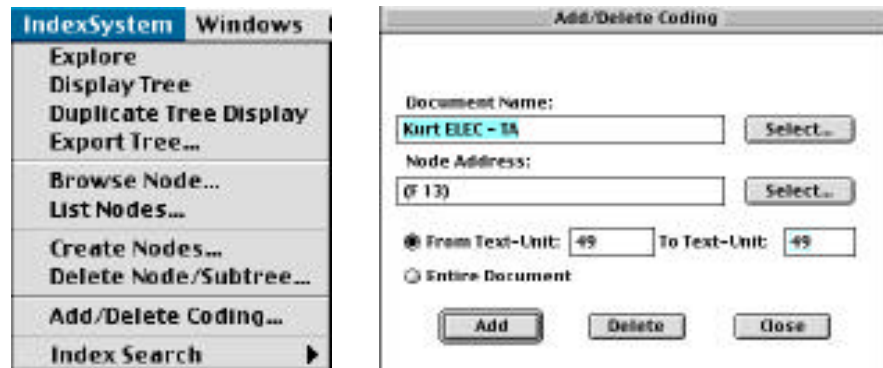 IndexSystem Windows
Explore
Display Tree
Duplicate Tree Display
Export Tree...
Browse Node...
List Nodes...
Create Nodes...
Delete Node/Subtree...
Add/Delete Coding...
Index Search
Add/Delete Coding
Document Name:
Kurt ELEC - TA Select...
Node Address:
(F 13) Select...
From Text-Unit: 49 To Text-Unit: 49
Entire Document
Add Delete Close